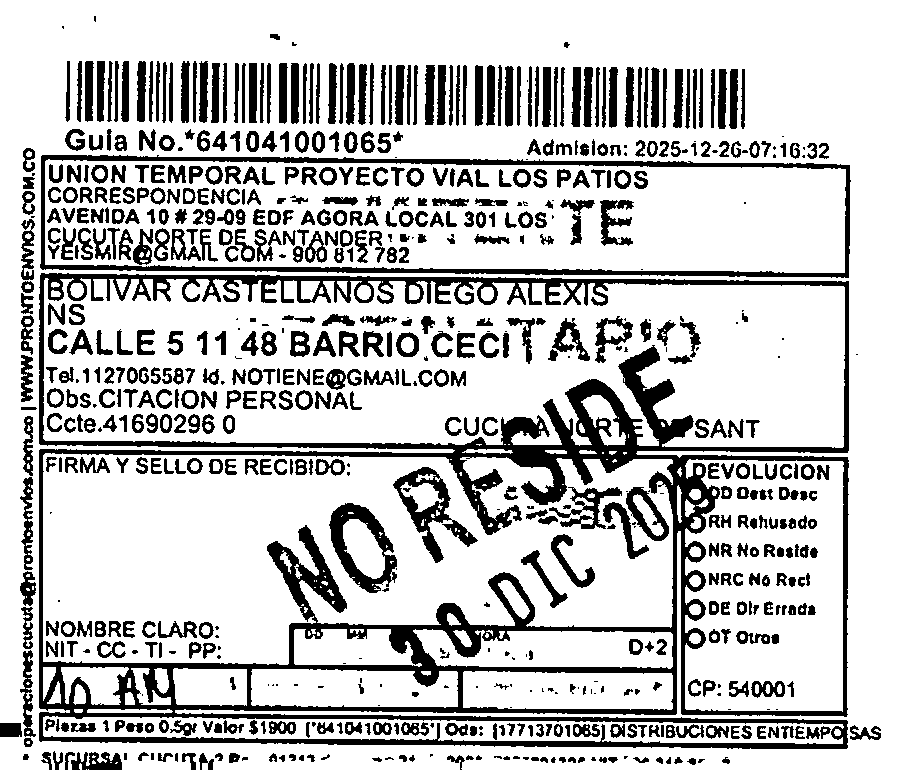 Guia No.*641041001065*
Admision: 2025-12-26-07:16:32
operacionescucuta@prontoenvios.com.co | WWW.PRONTOENVIOS.COM.CO
UNION TEMPORAL PROYECTO VIAL LOS PATIOS
CORRESPONDENCIA
AVENIDA 10 # 29-09 EDF AGORA LOCAL 301 LOS
CUCUTA NORTE DE SANTANDER
YEISMIR@GMAIL COM - 900 812 782
BOLIVAR CASTELLANOS DIEGO ALEXIS
NS
CALLE 5 11 48 BARRIO CECI
Tel.1127065587 Id. NOTIENE@GMAIL.COM
Obs.CITACION PERSONAL
Ccte.41690296 0
CUCUTA NORTE DE SANT
FIRMA Y SELLO DE RECIBIDO:
NO RESIDE
30 DIC 2025
DEVOLUCION
DD Dest Desc
RH Rehusado
NR No Reside
NRC No Recl
DE Dir Errada
OT Otros
NOMBRE CLARO:
NIT - CC - TI - PP:
DD MM HORA
D+2
10 AM
CP: 540001
Piezas 1 Peso 0.5gr Valor $1900 [*641041001065*] Ods: [17713701065] DISTRIBUCIONES ENTIEMPO SAS